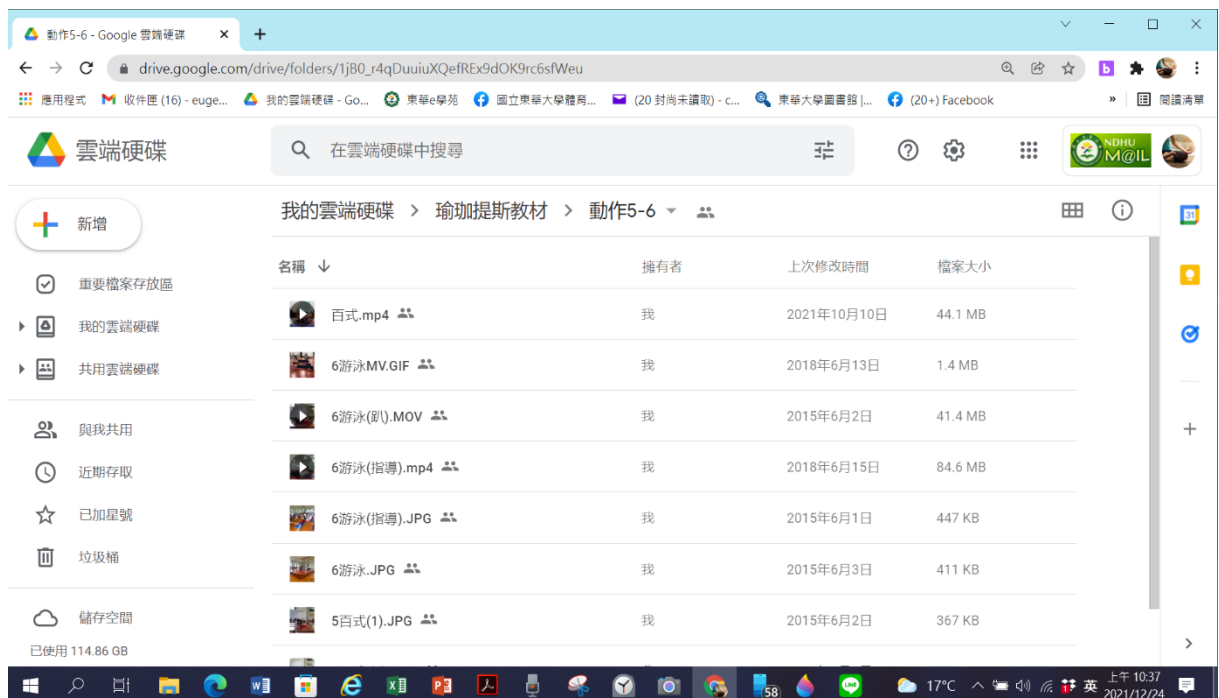 動作5-6 - Google 雲端硬碟
drive.google.com/drive/folders/1jB0_r4qDuuiuXQefREx9dOK9rc6sfWeu
應用程式 收件匣 (16) - euge... 我的雲端硬碟 - Go... 東華e學苑 國立東華大學體育... (20 封尚未讀取) - c... 東華大學圖書館 |... (20+) Facebook » 閱讀清單
雲端硬碟 在雲端硬碟中搜尋 NDHU M@IL
新增
重要檔案存放區
我的雲端硬碟
共用雲端硬碟
與我共用
近期存取
已加星號
垃圾桶
儲存空間
已使用 114.86 GB
我的雲端硬碟 > 瑜珈提斯教材 > 動作5-6
名稱 擁有者 上次修改時間 檔案大小
百式.mp4 我 2021年10月10日 44.1 MB
6游泳MV.GIF 我 2018年6月13日 1.4 MB
6游泳(趴).MOV 我 2015年6月2日 41.4 MB
6游泳(指導).mp4 我 2018年6月15日 84.6 MB
6游泳(指導).JPG 我 2015年6月1日 447 KB
6游泳.JPG 我 2015年6月3日 411 KB
5百式(1).JPG 我 2015年6月2日 367 KB
31
58
LINE
17°C 英 上午 10:37
2021/12/24